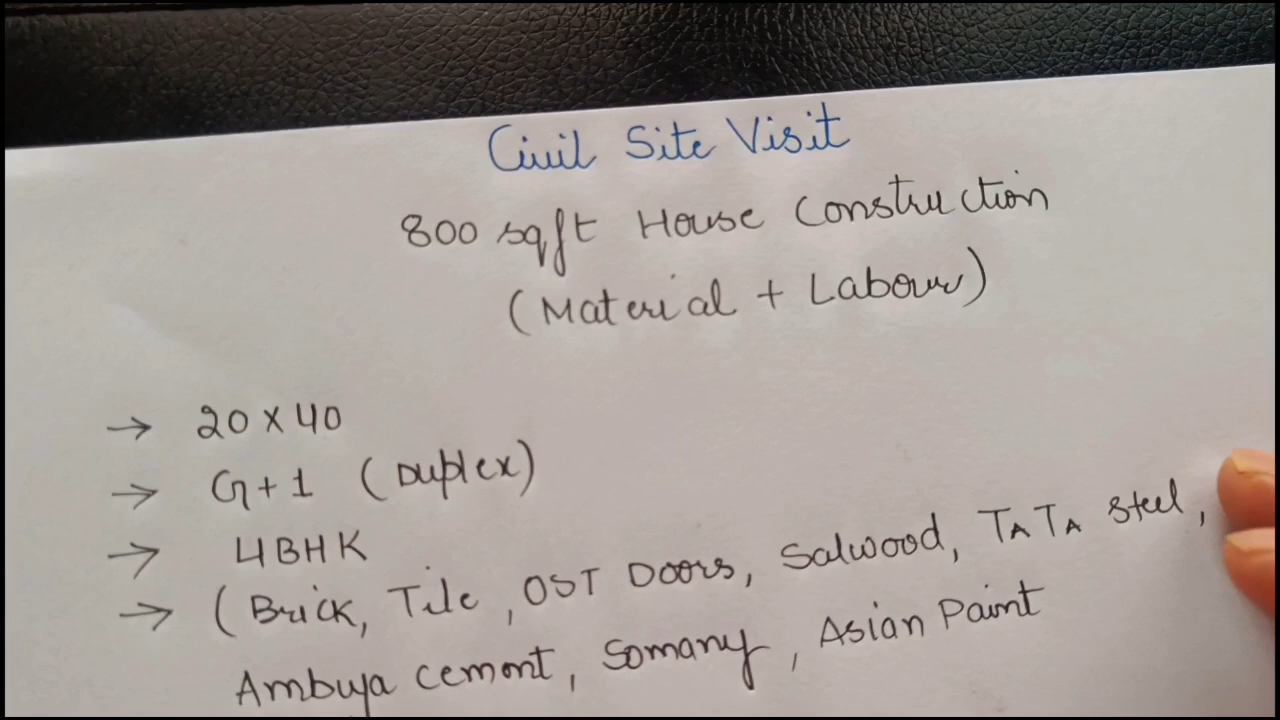 Civil Site Visit
800 sqft House Construction
(Material + Labour)
→ 20 X 40
→ G+1 (Duplex)
→ 4BHK
→ (Brick, Tile, OST Doors, Salwood, TATA Steel,
Ambuja cement, Somany, Asian Paint